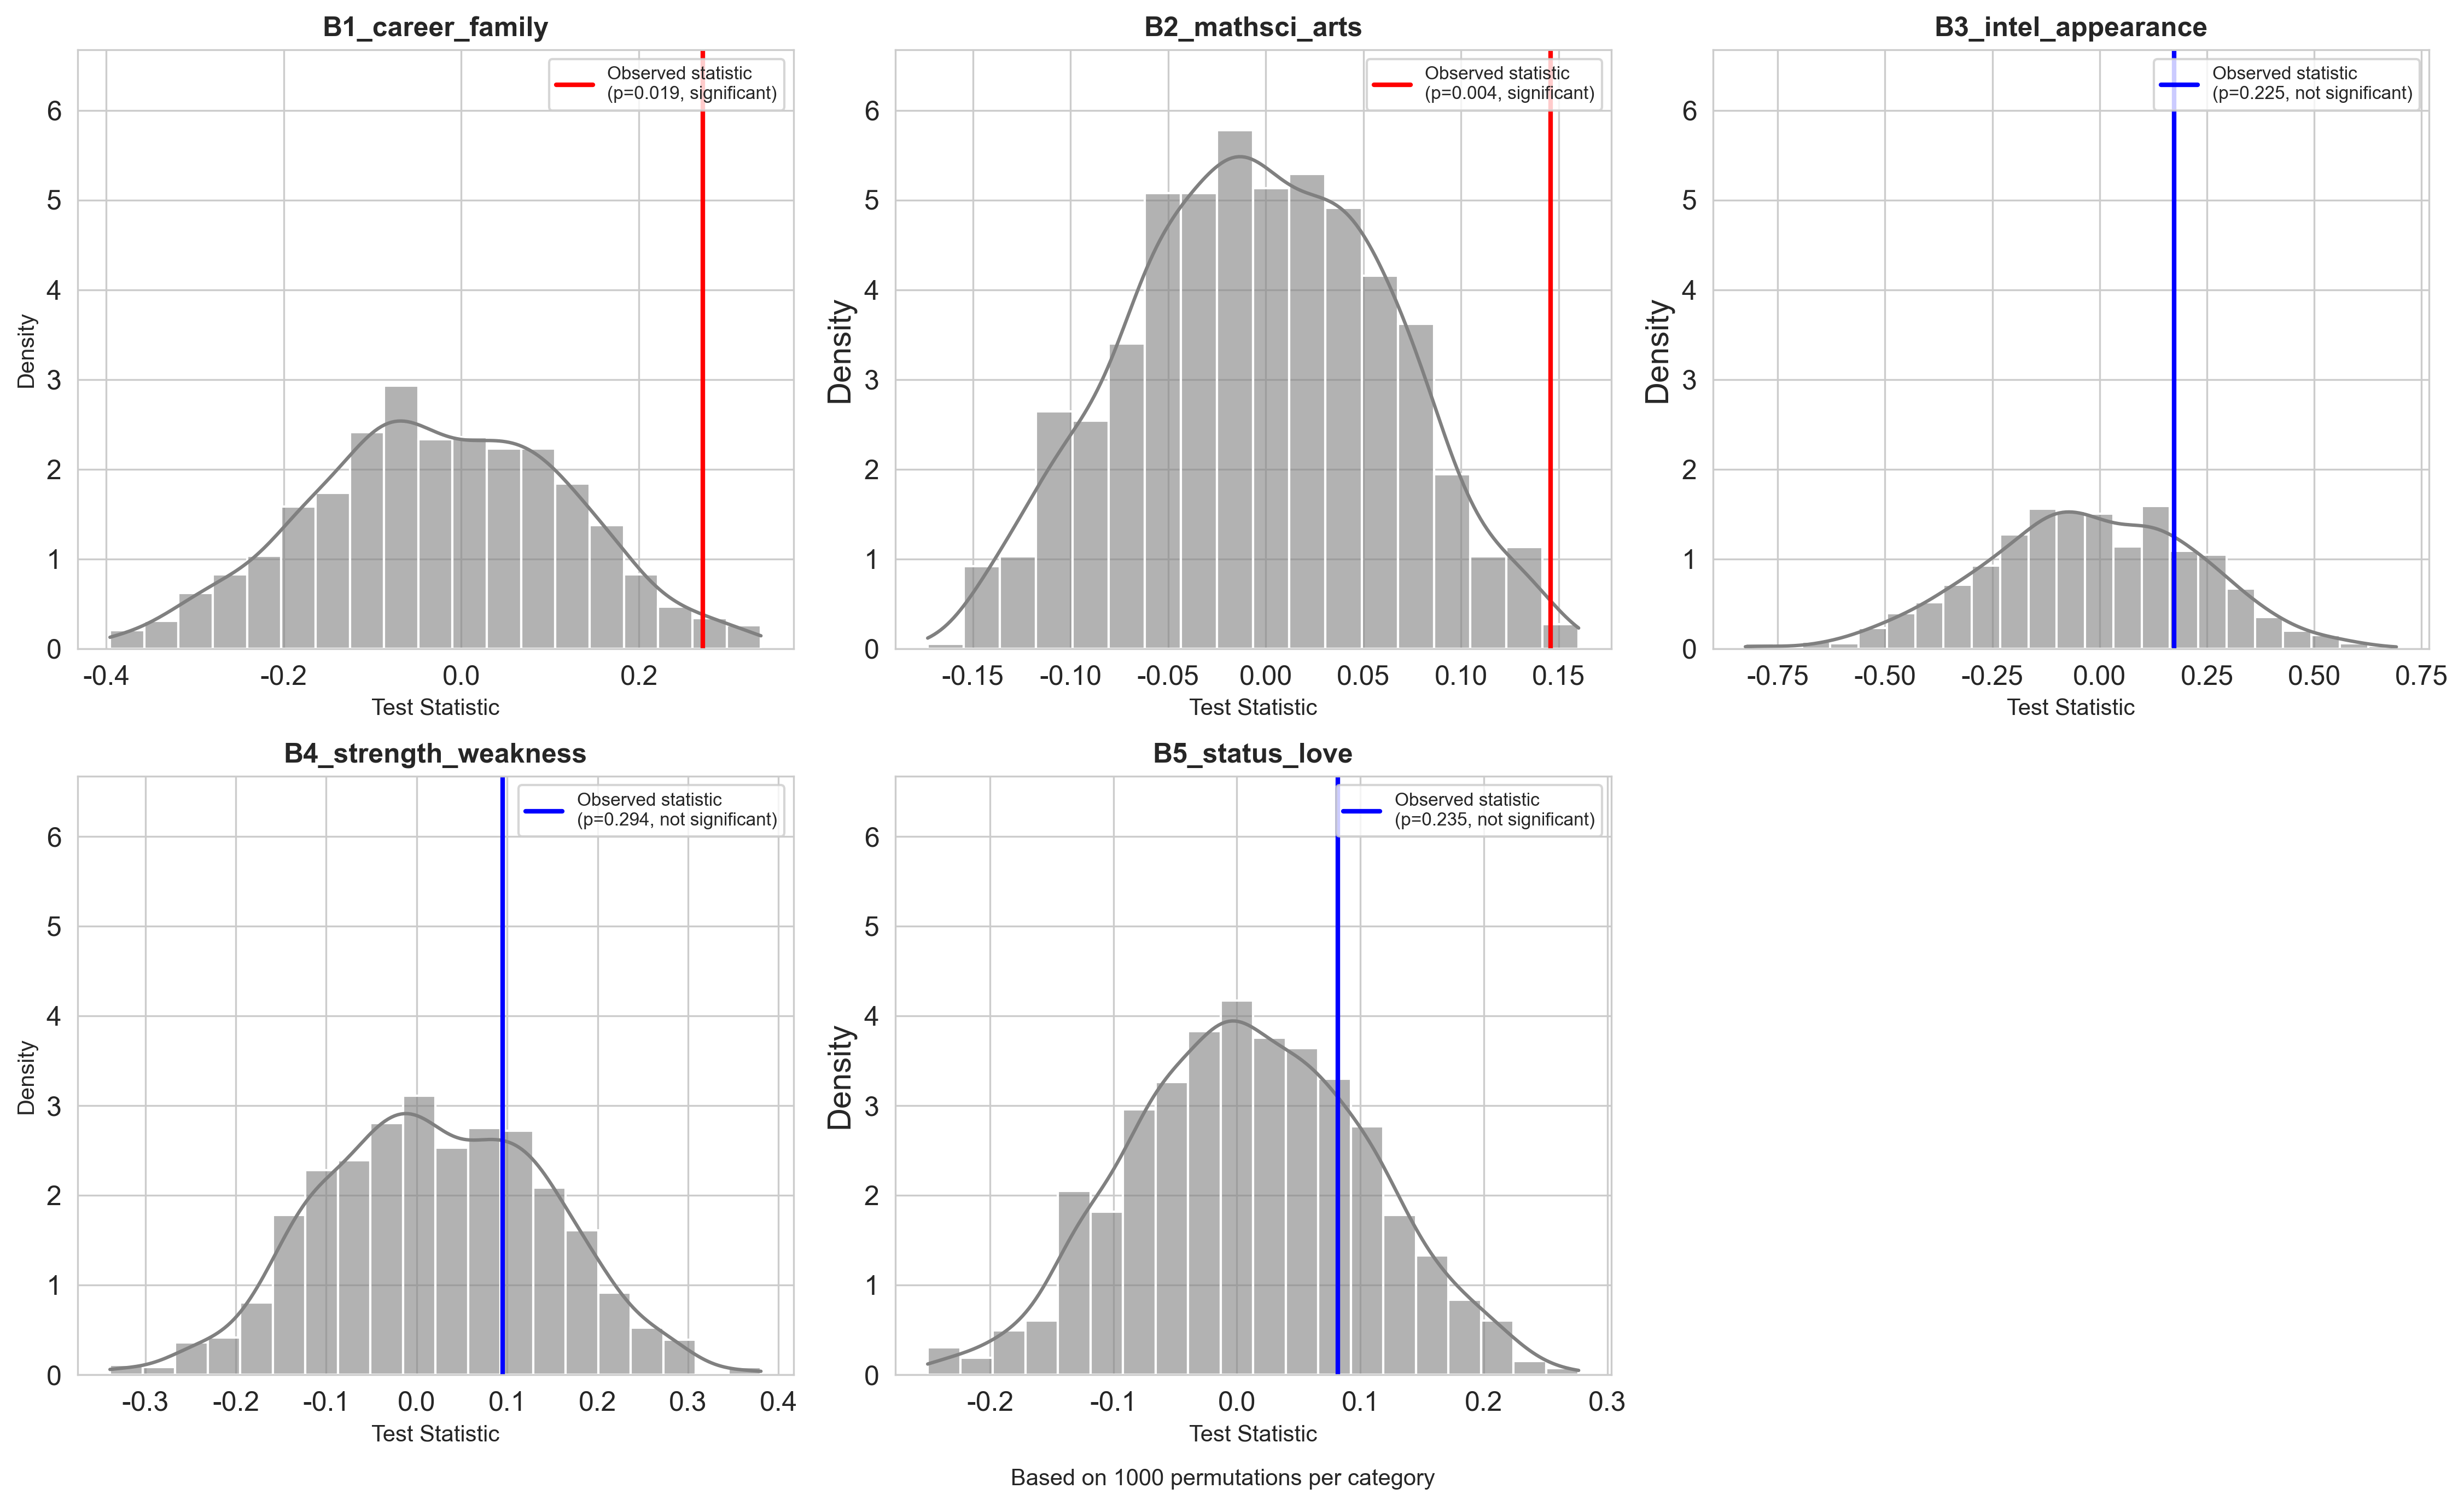 B1_career_family
Observed statistic
(p=0.019, significant)
Density
6
5
4
3
2
1
0
-0.4
-0.2
0.0
0.2
Test Statistic
B2_mathsci_arts
Observed statistic
(p=0.004, significant)
Density
6
5
4
3
2
1
0
-0.15
-0.10
-0.05
0.00
0.05
0.10
0.15
Test Statistic
B3_intel_appearance
Observed statistic
(p=0.225, not significant)
Density
6
5
4
3
2
1
0
-0.75
-0.50
-0.25
0.00
0.25
0.50
0.75
Test Statistic
B4_strength_weakness
Observed statistic
(p=0.294, not significant)
Density
6
5
4
3
2
1
0
-0.3
-0.2
-0.1
0.0
0.1
0.2
0.3
0.4
Test Statistic
B5_status_love
Observed statistic
(p=0.235, not significant)
Density
6
5
4
3
2
1
0
-0.2
-0.1
0.0
0.1
0.2
0.3
Test Statistic
Based on 1000 permutations per category